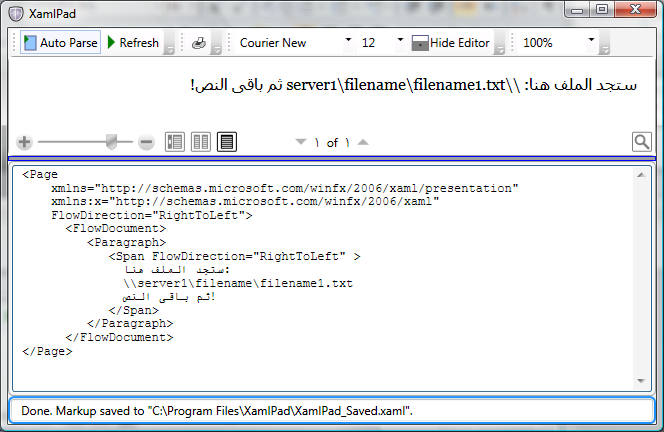 XamlPad
Auto Parse Refresh Courier New 12 Hide Editor 100%
ستجد الملف هنا: \\server1\filename\filename1.txt ثم باقى النص!
١ of ١
<Page
xmlns="http://schemas.microsoft.com/winfx/2006/xaml/presentation"
xmlns:x="http://schemas.microsoft.com/winfx/2006/xaml"
FlowDirection="RightToLeft">
<FlowDocument>
<Paragraph>
<Span FlowDirection="RightToLeft" >
ستجد الملف هنا:
\\server1\filename\filename1.txt
ثم باقى النص!
</Span>
</Paragraph>
</FlowDocument>
</Page>
Done. Markup saved to "C:\Program Files\XamlPad\XamlPad_Saved.xaml".